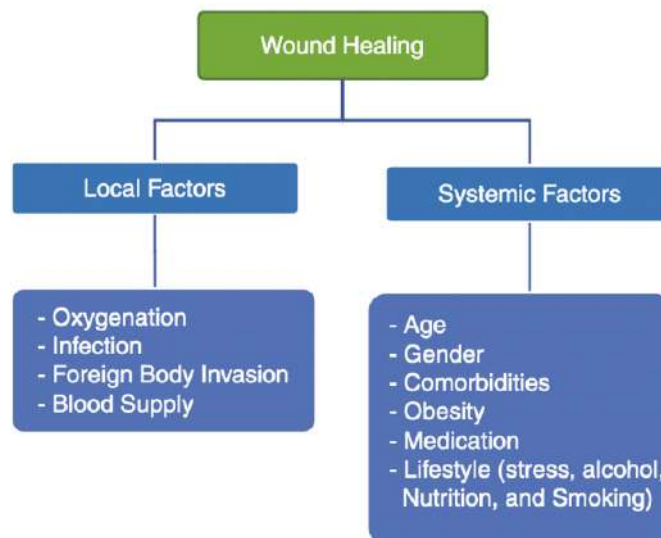 Wound Healing
Local Factors
- Oxygenation
- Infection
- Foreign Body Invasion
- Blood Supply
Systemic Factors
- Age
- Gender
- Comorbidities
- Obesity
- Medication
- Lifestyle (stress, alcohol,
Nutrition, and Smoking)